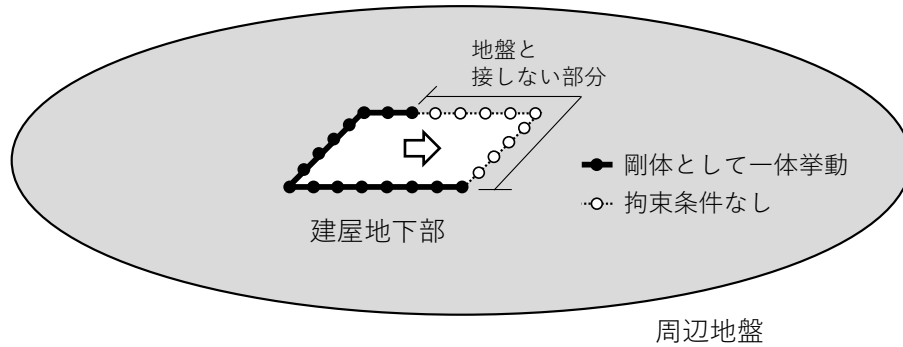 地盤と
接しない部分
剛体として一体挙動
拘束条件なし
建屋地下部
周辺地盤